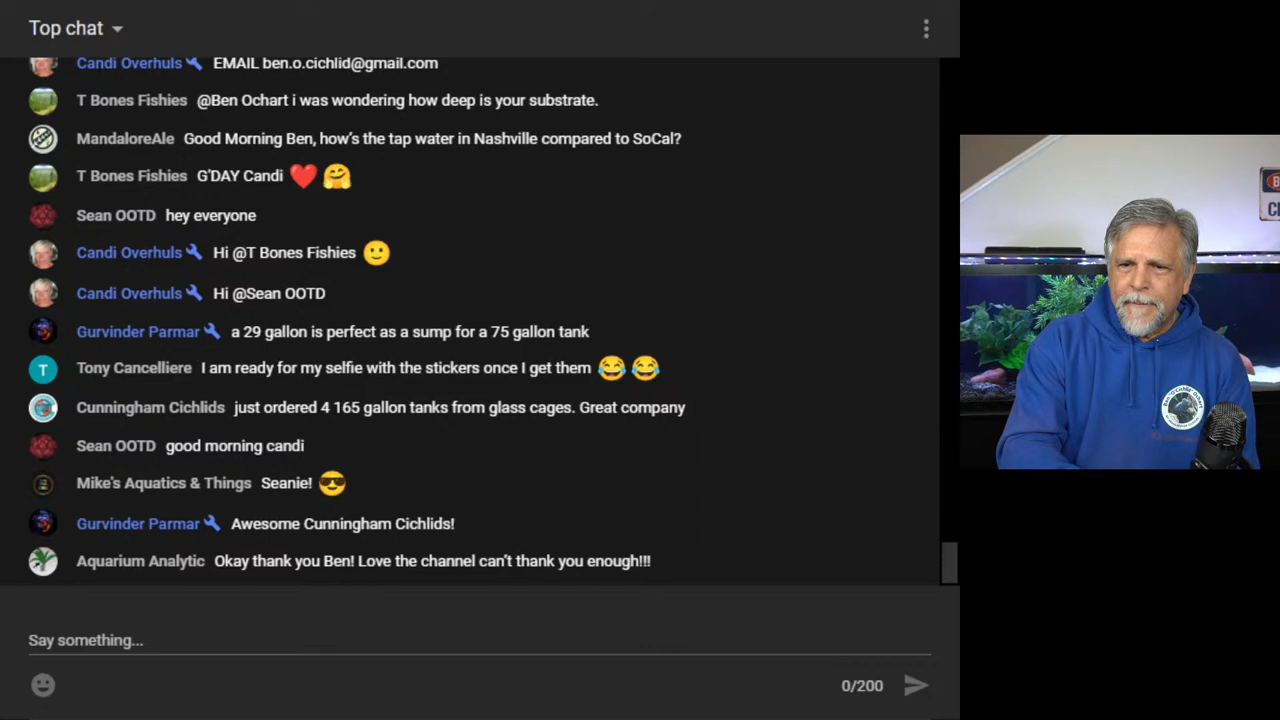 Top chat
Candi Overhuls EMAIL ben.o.cichlid@gmail.com
T Bones Fishies @Ben Ochart i was wondering how deep is your substrate.
MandaloreAle Good Morning Ben, how's the tap water in Nashville compared to SoCal?
T Bones Fishies G'DAY Candi ❤️ 🤗
Sean OOTD hey everyone
Candi Overhuls Hi @T Bones Fishies 🙂
Candi Overhuls Hi @Sean OOTD
Gurvinder Parmar a 29 gallon is perfect as a sump for a 75 gallon tank
T Tony Cancelliere I am ready for my selfie with the stickers once I get them 😂 😂
Cunningham Cichlids just ordered 4 165 gallon tanks from glass cages. Great company
Sean OOTD good morning candi
Mike's Aquatics & Things Seanie! 😎
Gurvinder Parmar Awesome Cunningham Cichlids!
Aquarium Analytic Okay thank you Ben! Love the channel can't thank you enough!!!
Say something...
0/200